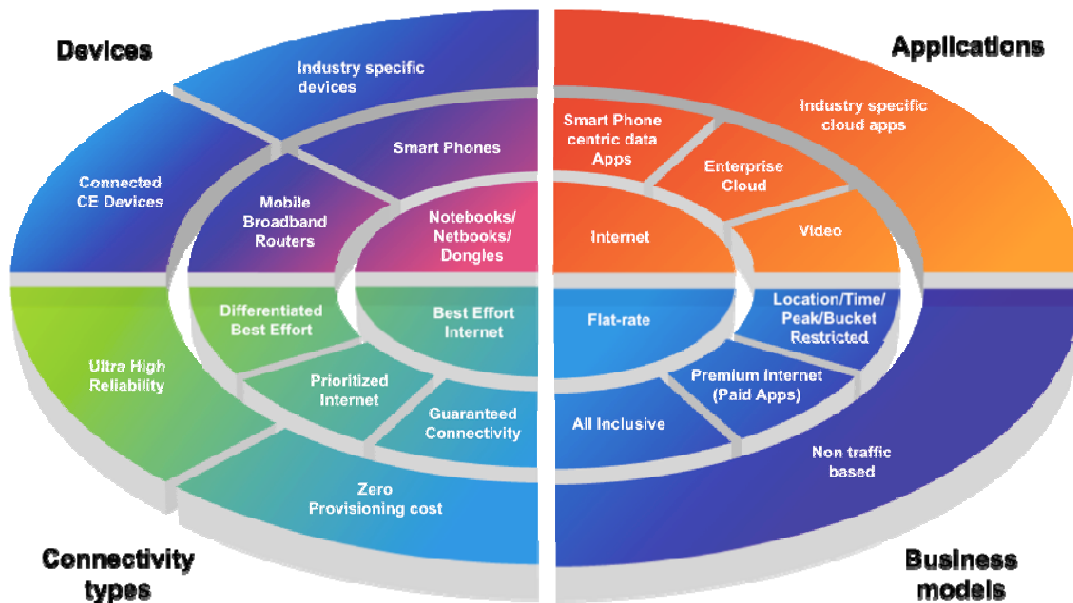 Devices
Industry specific
devices
Connected
CE Devices
Smart Phones
Mobile
Broadband
Routers
Notebooks/
Netbooks/
Dongles
Applications
Industry specific
cloud apps
Smart Phone
centric data
Apps
Enterprise
Cloud
Internet
Video
Differentiated
Best Effort
Best Effort
Internet
Ultra High
Reliability
Prioritized
Internet
Guaranteed
Connectivity
Zero
Provisioning cost
Connectivity
types
Flat-rate
Location/Time/
Peak/Bucket
Restricted
Premium Internet
(Paid Apps)
All Inclusive
Non traffic
based
Business
models